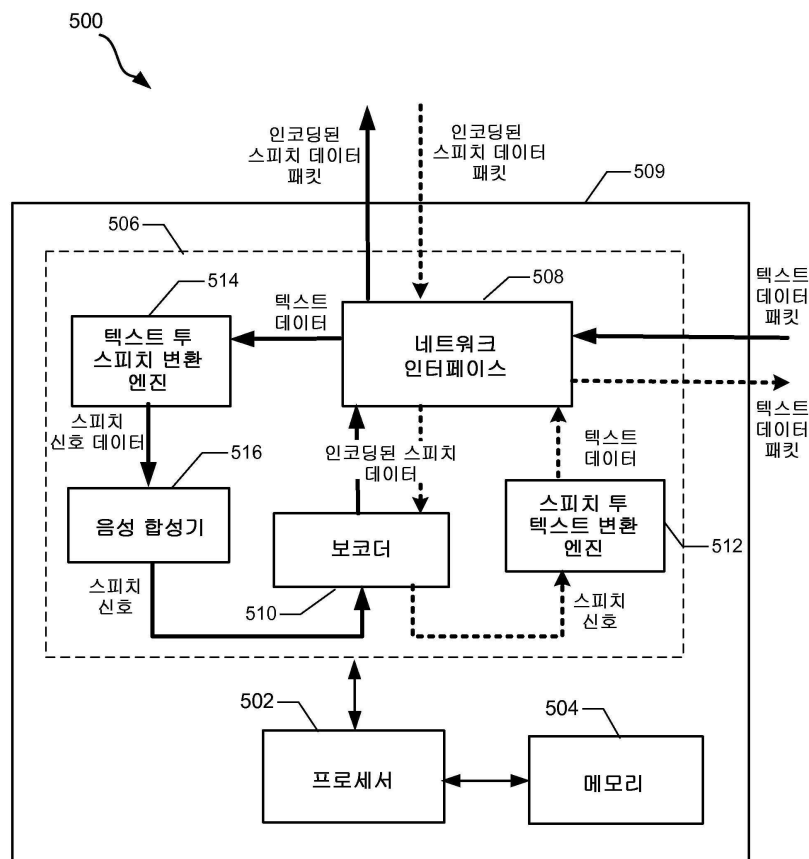 500
인코딩된
스피치 데이터
패킷
인코딩된
스피치 데이터
패킷
509
506
514
508
텍스트
데이터
텍스트
데이터
패킷
텍스트 투
스피치 변환
엔진
네트워크
인터페이스
텍스트
데이터
패킷
스피치
신호 데이터
516
인코딩된 스피치
데이터
텍스트
데이터
음성 합성기
보코더
스피치 투
텍스트 변환
엔진
512
스피치
신호
510
스피치
신호
502
504
프로세서
메모리